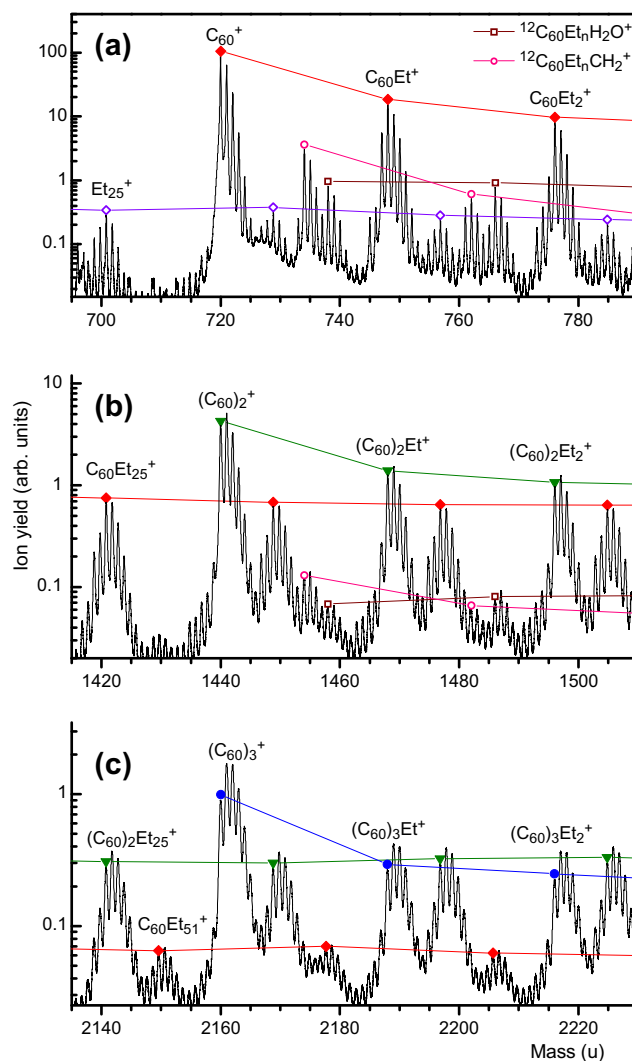 (a)
C60+
12C60EtnH2O+
12C60EtnCH2+
C60Et+
C60Et2+
Et25+
100
10
1
0.1
700 720 740 760 780
(b)
(C60)2+
(C60)2Et+
(C60)2Et2+
C60Et25+
10
1
0.1
Ion yield (arb. units)
1420 1440 1460 1480 1500
(c)
(C60)3+
(C60)2Et25+
(C60)3Et+
(C60)3Et2+
C60Et51+
1
0.1
2140 2160 2180 2200 2220
Mass (u)